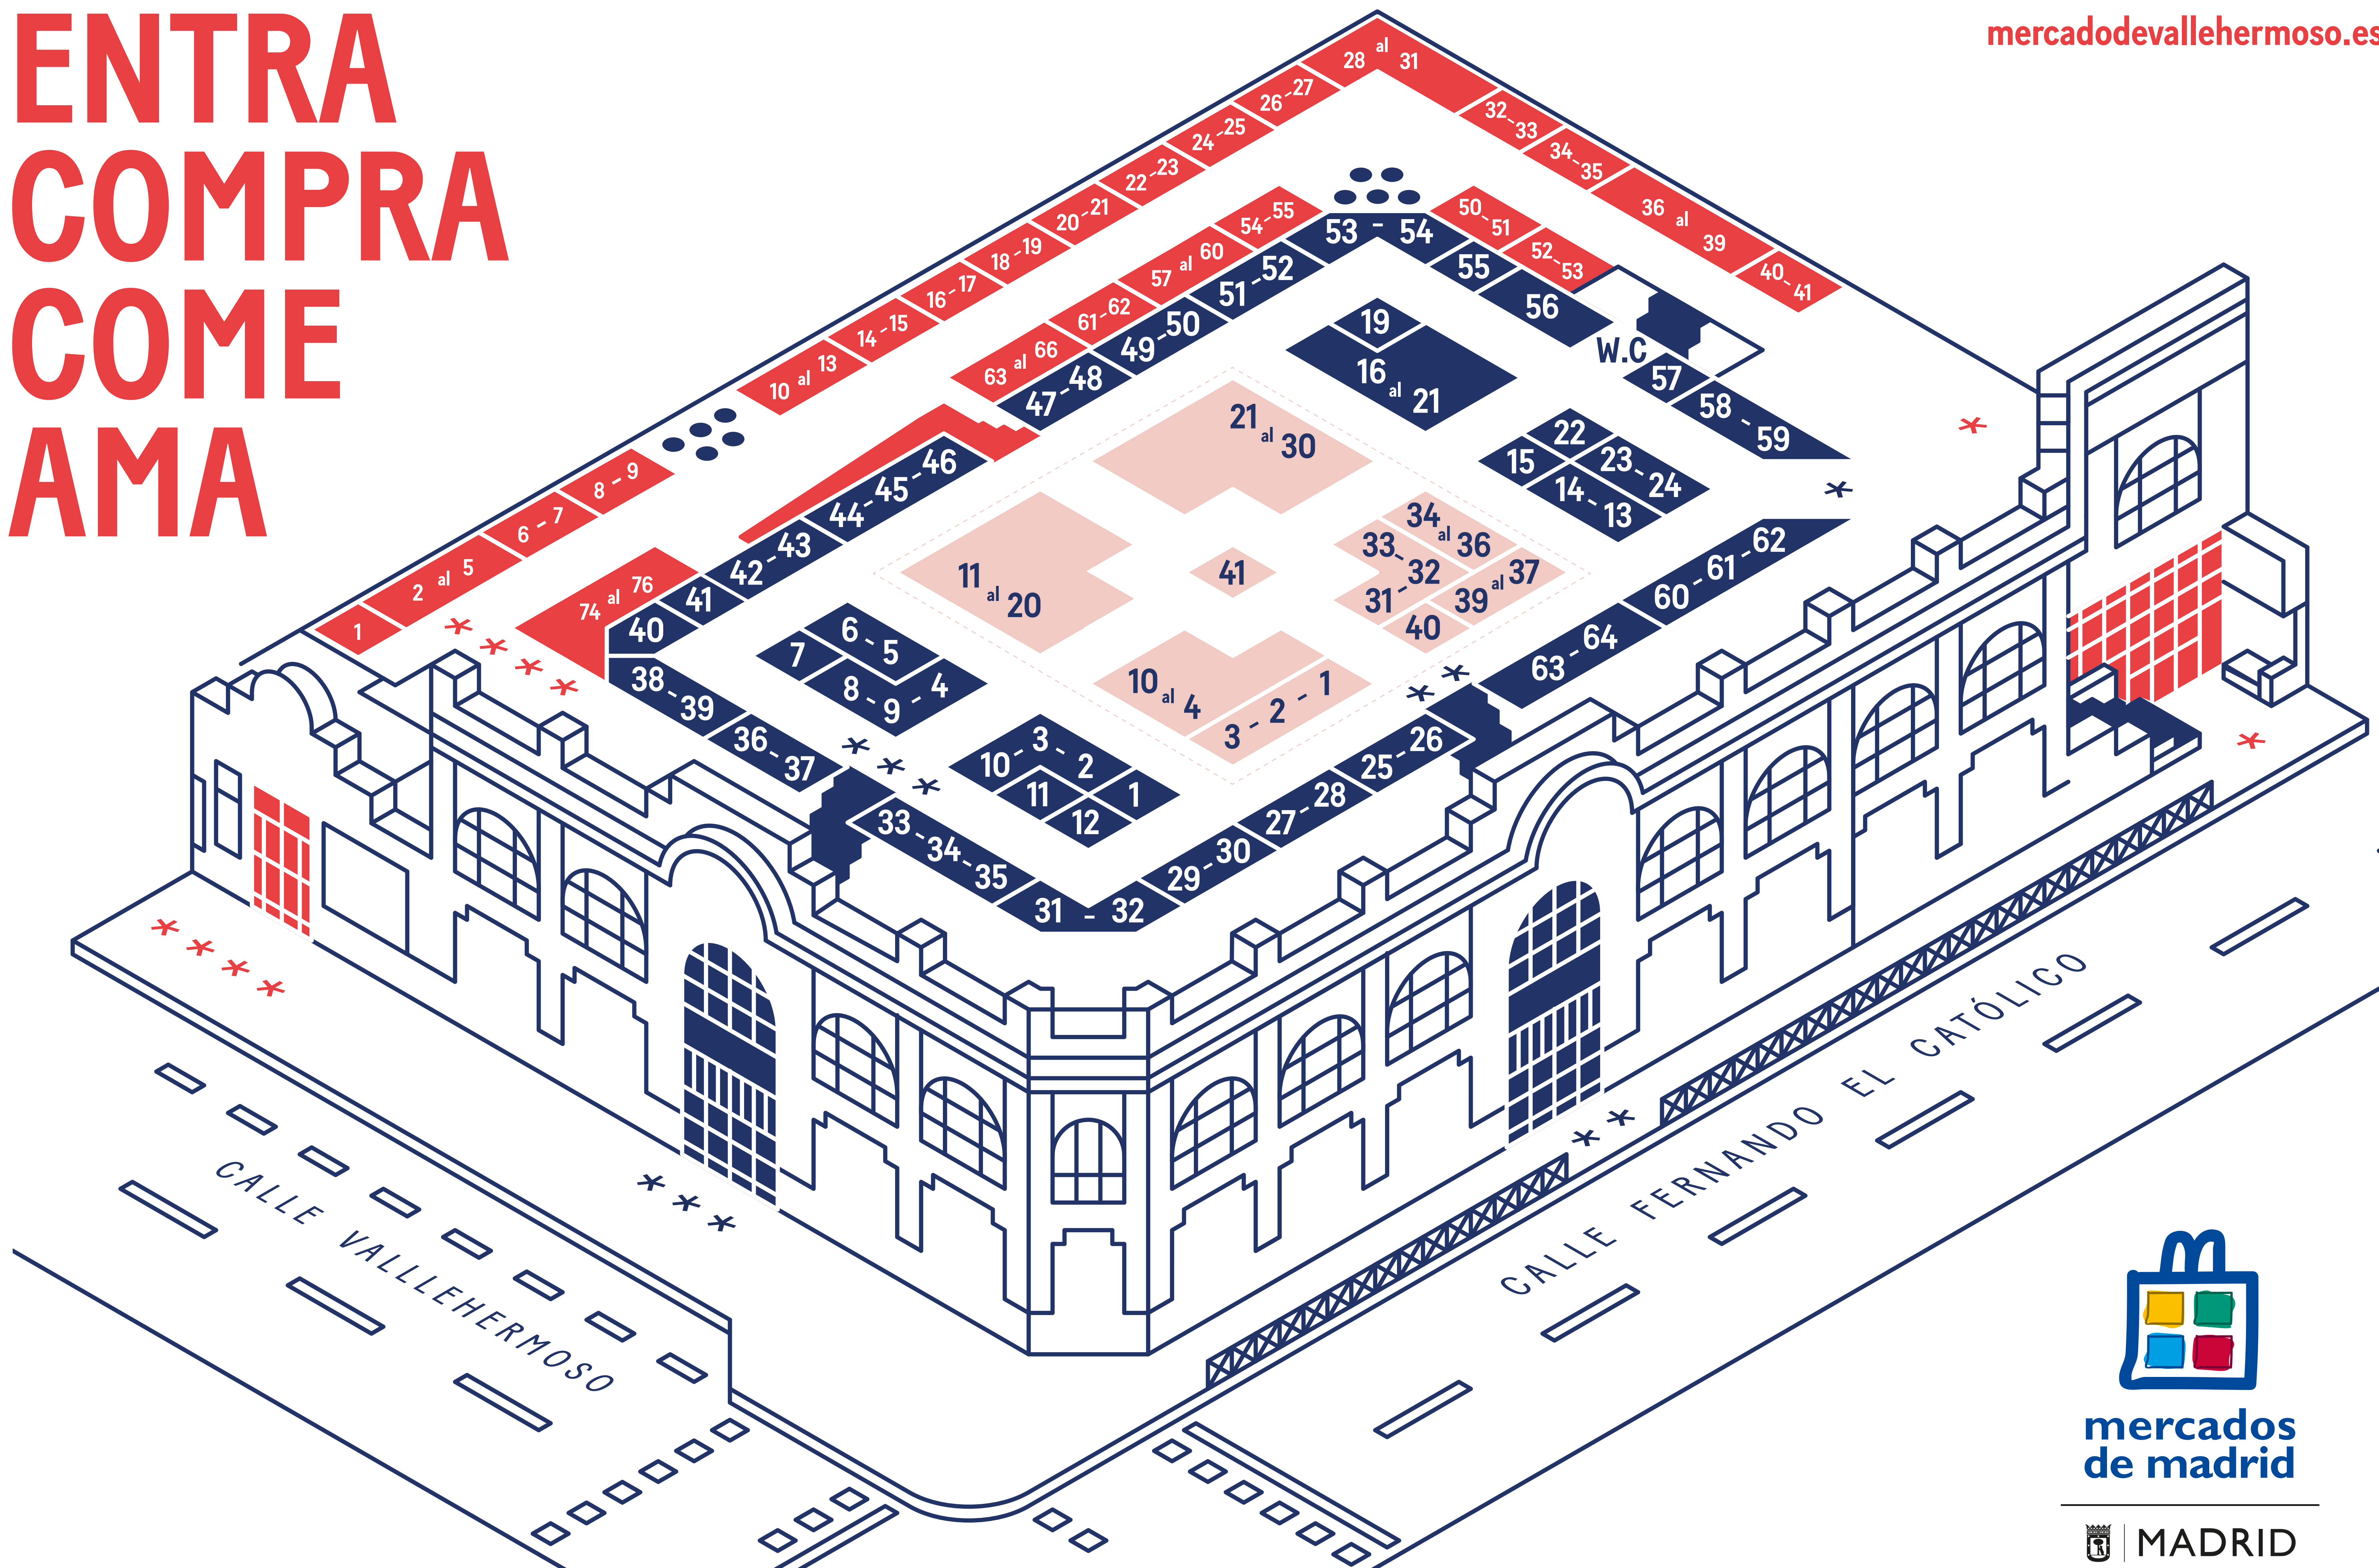 ENTRA
COMPRA
COME
AMA
mercadodevallehermoso.es
28 al 31
26-27
24-25
22-23
20-21
18-19
16-17
14-15
10 al 13
8-9
6-7
2 al 5
1
32-33
34-35
36 al 39
40-41
50-51
52-53
54-55
57 al 60
61-62
63 al 66
74 al 76
53 - 54
51-52
49-50
47-48
46
44-45
42-43
41
40
38-39
36-37
33-34-35
31 - 32
29-30
27-28
25-26
63-64
60-61-62
55
56
W.C
57
58 - 59
19
16 al 21
22
15
23-24
14-13
6-5
7
8-9-4
10-3-2
11
1
12
21 al 30
11 al 20
41
34 al 36
33-32
31
39 al 37
40
10 al 4
3 - 2 - 1
CALLE VALLLEHERMOSO
CALLE FERNANDO EL CATÓLICO
mercados
de madrid
MADRID